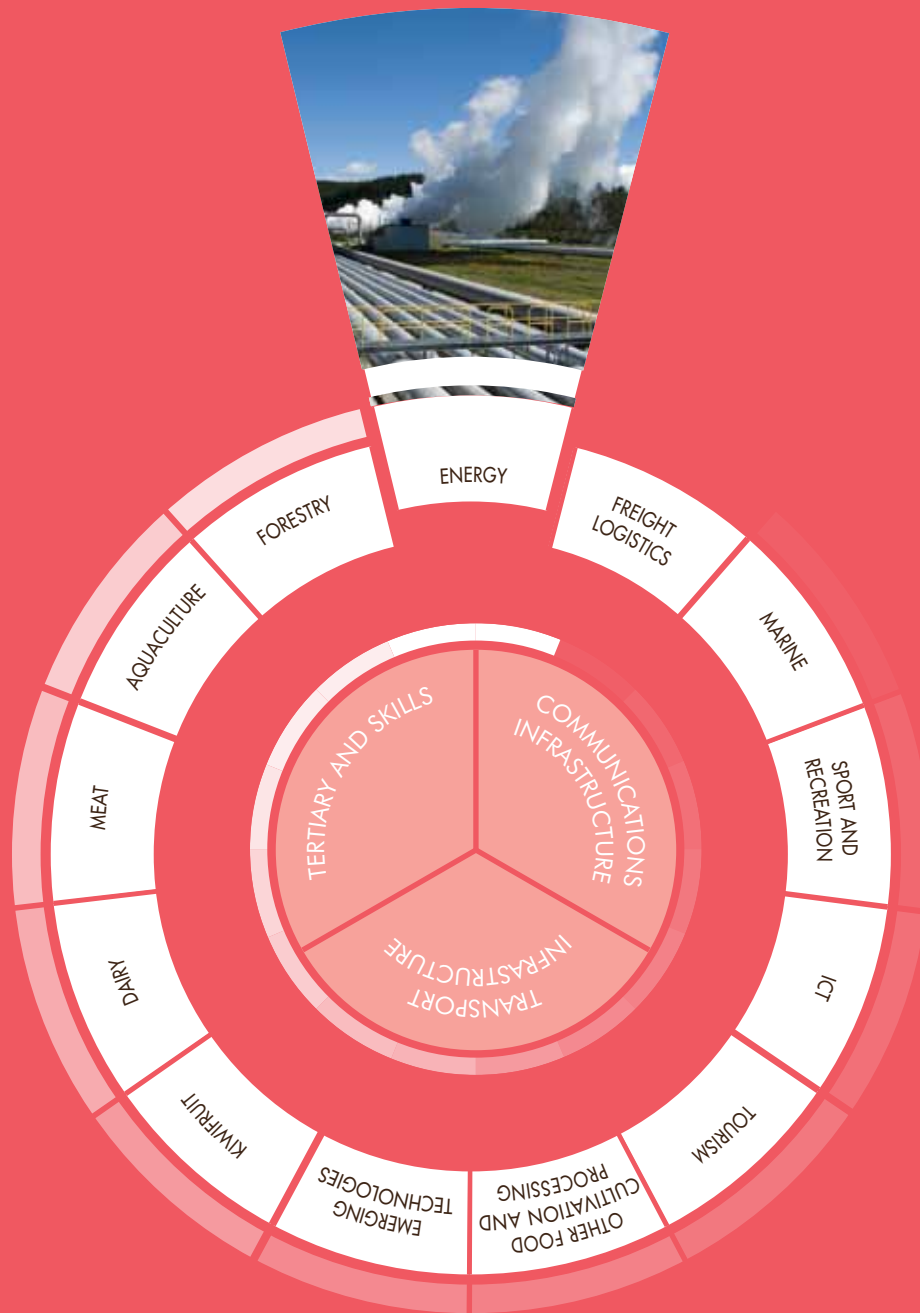 ENERGY
FREIGHT
LOGISTICS
MARINE
SPORT AND
RECREATION
ICT
TOURISM
OTHER FOOD
CULTIVATION AND
PROCESSING
EMERGING
TECHNOLOGIES
KIWIFRUIT
DAIRY
MEAT
AQUACULTURE
FORESTRY
TERTIARY AND SKILLS
COMMUNICATIONS
INFRASTRUCTURE
TRANSPORT
INFRASTRUCTURE